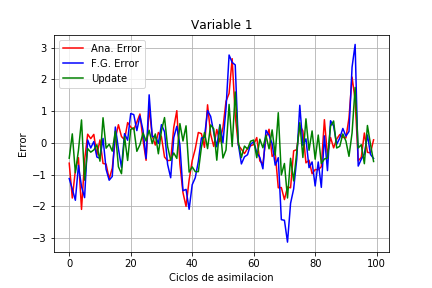 Variable 1
Ana. Error
F.G. Error
Update
Error
3
2
1
0
−1
−2
−3
0 20 40 60 80 100
Ciclos de asimilacion